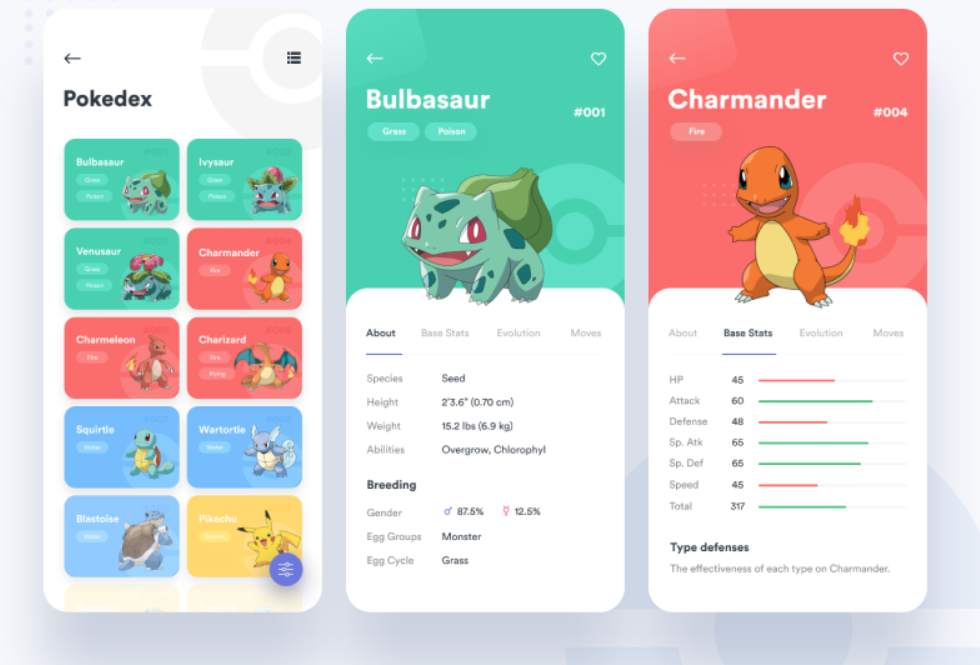 Pokedex
Bulbasaur
#001
Grass
Poison
Ivysaur
#002
Grass
Poison
Venusaur
#003
Grass
Poison
Charmander
#004
Fire
Charmeleon
#005
Fire
Charizard
#006
Fire
Flying
Squirtle
#007
Water
Wartortle
#008
Water
Blastoise
Water
Pikachu
Bulbasaur
#001
Grass Poison
About Base Stats Evolution Moves
Species Seed
Height 2'3.6" (0.70 cm)
Weight 15.2 lbs (6.9 kg)
Abilities Overgrow, Chlorophyl
Breeding
Gender ♂ 87.5% ☿ 12.5%
Egg Groups Monster
Egg Cycle Grass
Charmander
#004
Fire
About Base Stats Evolution Moves
HP 45
Attack 60
Defense 48
Sp. Atk 65
Sp. Def 65
Speed 45
Total 317
Type defenses
The effectiveness of each type on Charmander.